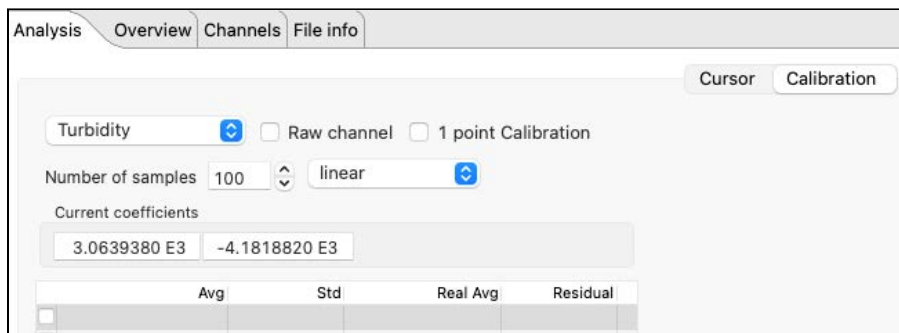 Analysis Overview Channels File info
Cursor Calibration
Turbidity Raw channel 1 point Calibration
Number of samples 100 linear
Current coefficients
3.0639380 E3 -4.1818820 E3
Avg Std Real Avg Residual